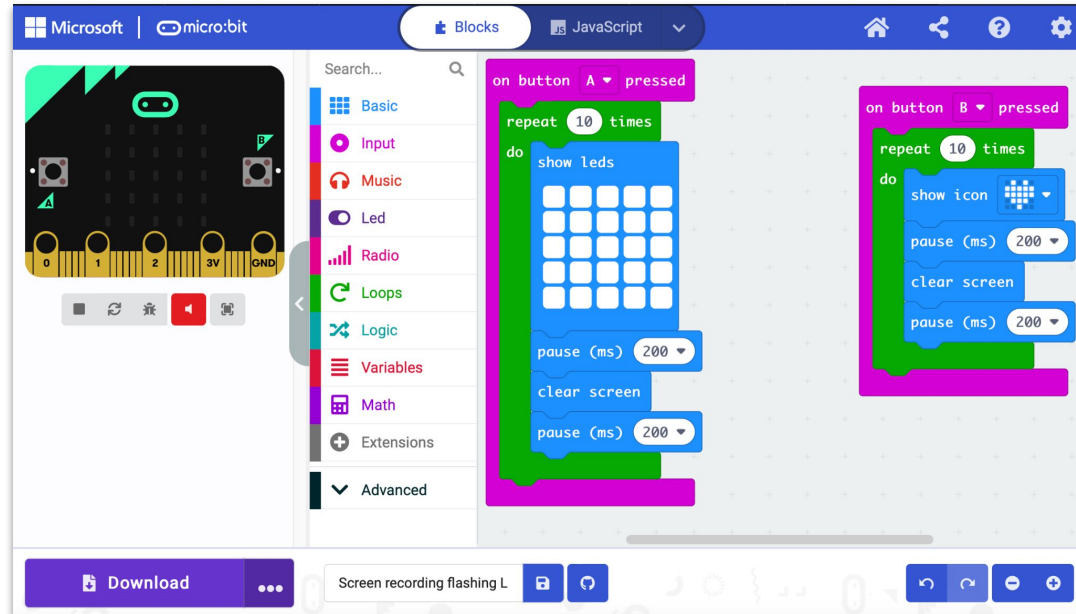 Microsoft
micro:bit
Blocks
JS JavaScript
B
A
0 1 2 3V GND
Search...
Basic
Input
Music
Led
Radio
Loops
Logic
Variables
Math
Extensions
Advanced
on button A pressed
repeat 10 times
do
show leds
pause (ms) 200
clear screen
pause (ms) 200
on button B pressed
repeat 10 times
do
show icon
pause (ms) 200
clear screen
pause (ms) 200
Download
Screen recording flashing L